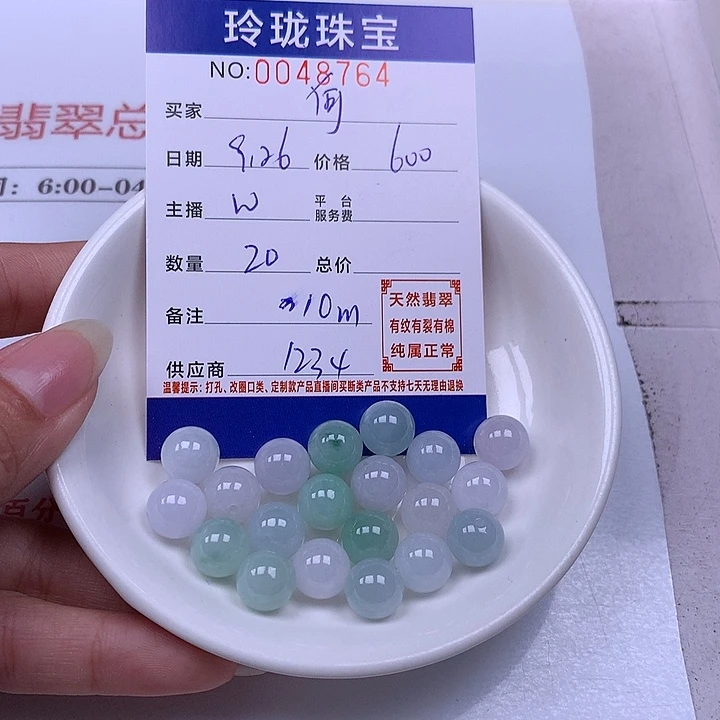 玲珑珠宝
NO:0048764
买家 何
日期 9.26 价格 600
主播 W 平台服务费
数量 20 总价
备注 10m
供应商 1234
天然翡翠
有纹有裂有棉
纯属正常
温馨提示:打孔、改圈口类、定制款产品直播间买断类产品不支持七天无理由退换
翡翠总
: 6:00-04
百分